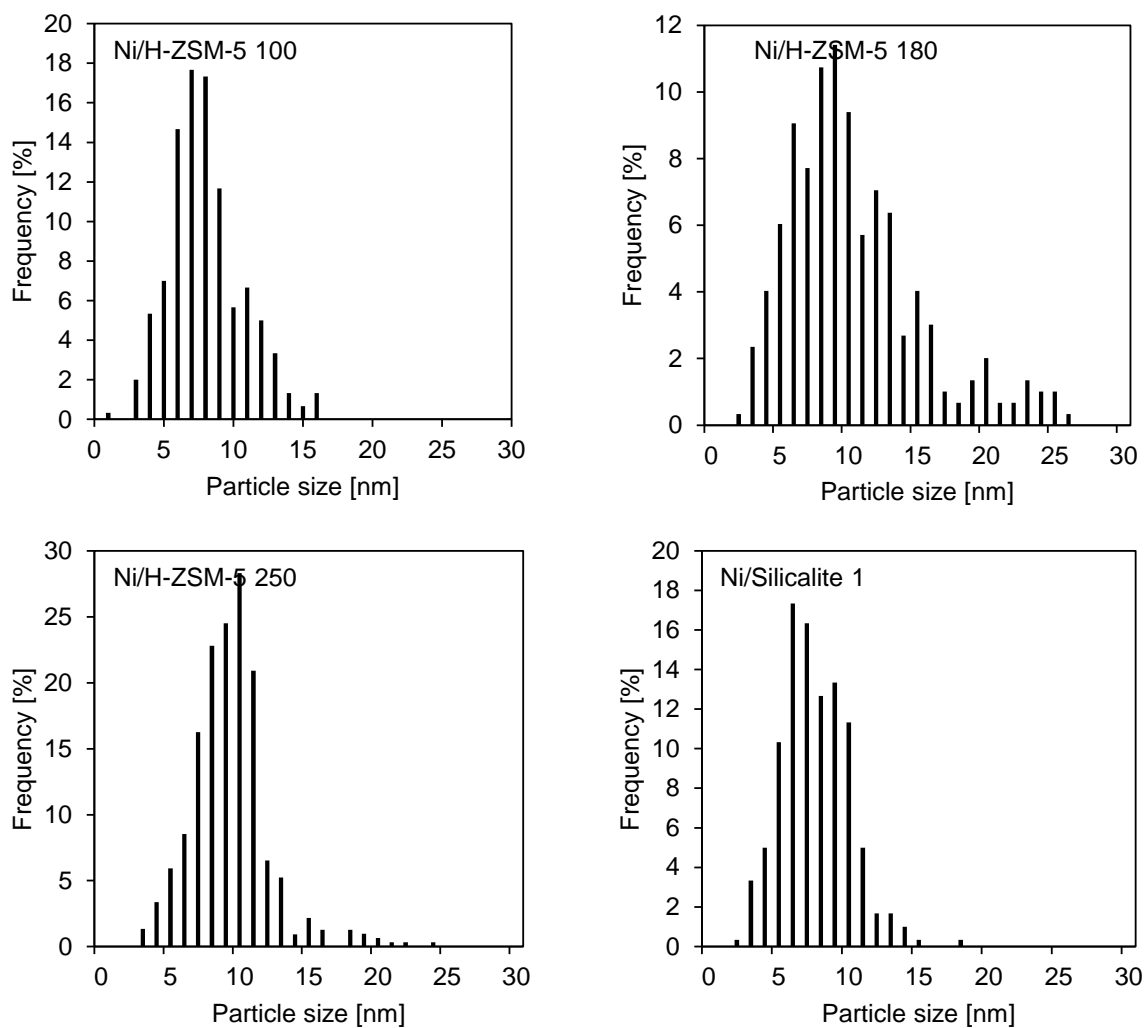 20
18
16
14
12
10
8
6
4
2
0
Frequency [%]
Ni/H-ZSM-5 100
0 5 10 15 20 25 30
Particle size [nm]
12
10
8
6
4
2
0
Frequency [%]
Ni/H-ZSM-5 180
0 5 10 15 20 25 30
Particle size [nm]
30
25
20
15
10
5
0
Frequency [%]
Ni/H-ZSM-5 250
0 5 10 15 20 25 30
Particle size [nm]
20
18
16
14
12
10
8
6
4
2
0
Frequency [%]
Ni/Silicalite 1
0 5 10 15 20 25 30
Particle size [nm]